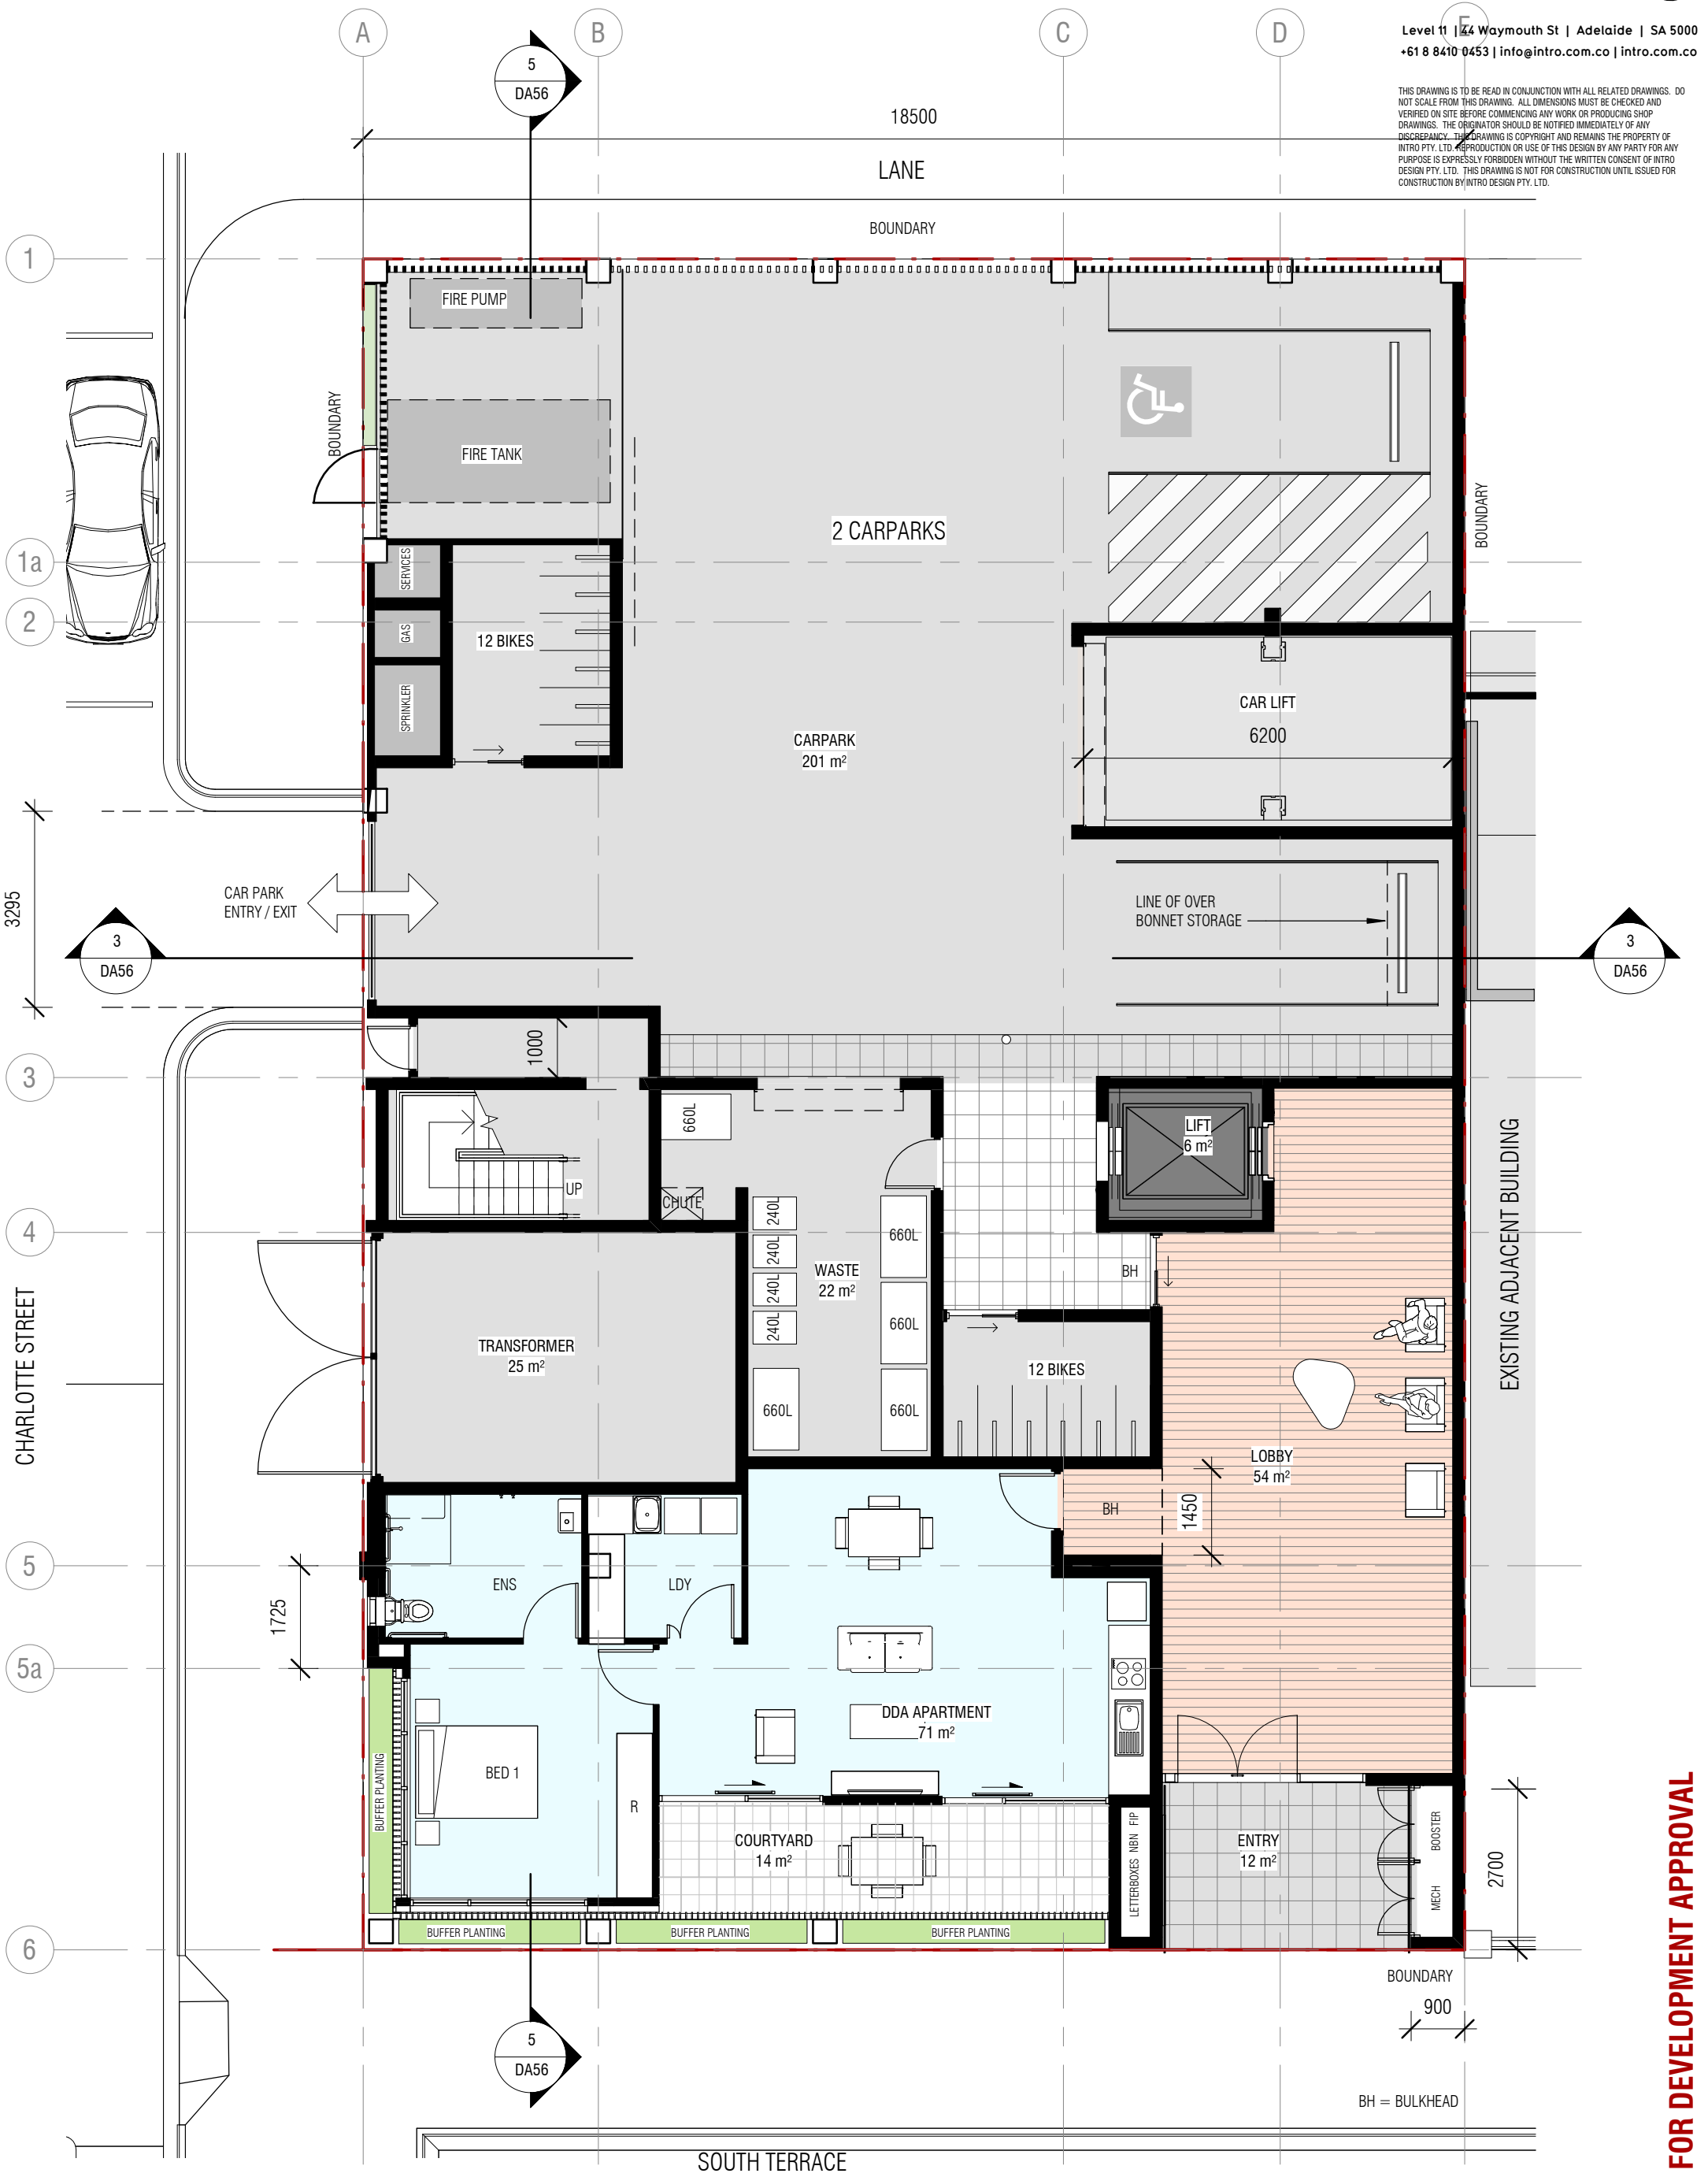 A
B
C
D
E
Level 11 | 44 Waymouth St | Adelaide | SA 5000
+61 8 8410 0453 | info@intro.com.co | intro.com.co
THIS DRAWING IS TO BE READ IN CONJUNCTION WITH ALL RELATED DRAWINGS. DO
NOT SCALE FROM THIS DRAWING. ALL DIMENSIONS MUST BE CHECKED AND
VERIFIED ON SITE BEFORE COMMENCING ANY WORK OR PRODUCING SHOP
DRAWINGS. THE ORIGINATOR SHOULD BE NOTIFIED IMMEDIATELY OF ANY
DISCREPANCY. THIS DRAWING IS COPYRIGHT AND REMAINS THE PROPERTY OF
INTRO PTY. LTD. REPRODUCTION OR USE OF THIS DESIGN BY ANY PARTY FOR ANY
PURPOSE IS EXPRESSLY FORBIDDEN WITHOUT THE WRITTEN CONSENT OF INTRO
DESIGN PTY. LTD. THIS DRAWING IS NOT FOR CONSTRUCTION UNTIL ISSUED FOR
CONSTRUCTION BY INTRO DESIGN PTY. LTD.
5
DA56
18500
LANE
BOUNDARY
1
FIRE PUMP
BOUNDARY
FIRE TANK
2 CARPARKS
BOUNDARY
1a
SERVICES
2
GAS
12 BIKES
SPRINKLER
CAR LIFT
6200
CARPARK
201 m²
3295
CAR PARK
ENTRY / EXIT
LINE OF OVER
BONNET STORAGE
3
DA56
3
DA56
1000
3
660L
LIFT
6 m²
UP
CHUTE
EXISTING ADJACENT BUILDING
4
240L
240L
240L
240L
660L
660L
660L
660L
WASTE
22 m²
BH
CHARLOTTE STREET
TRANSFORMER
25 m²
12 BIKES
LOBBY
54 m²
BH
1450
5
ENS
LDY
1725
5a
DDA APARTMENT
71 m²
BUFFER PLANTING
BED 1
R
COURTYARD
14 m²
LETTERBOXES NBN FIP
ENTRY
12 m²
MECH BOOSTER
2700
BUFFER PLANTING
BUFFER PLANTING
BUFFER PLANTING
6
BOUNDARY
900
5
DA56
BH = BULKHEAD
SOUTH TERRACE
FOR DEVELOPMENT APPROVAL